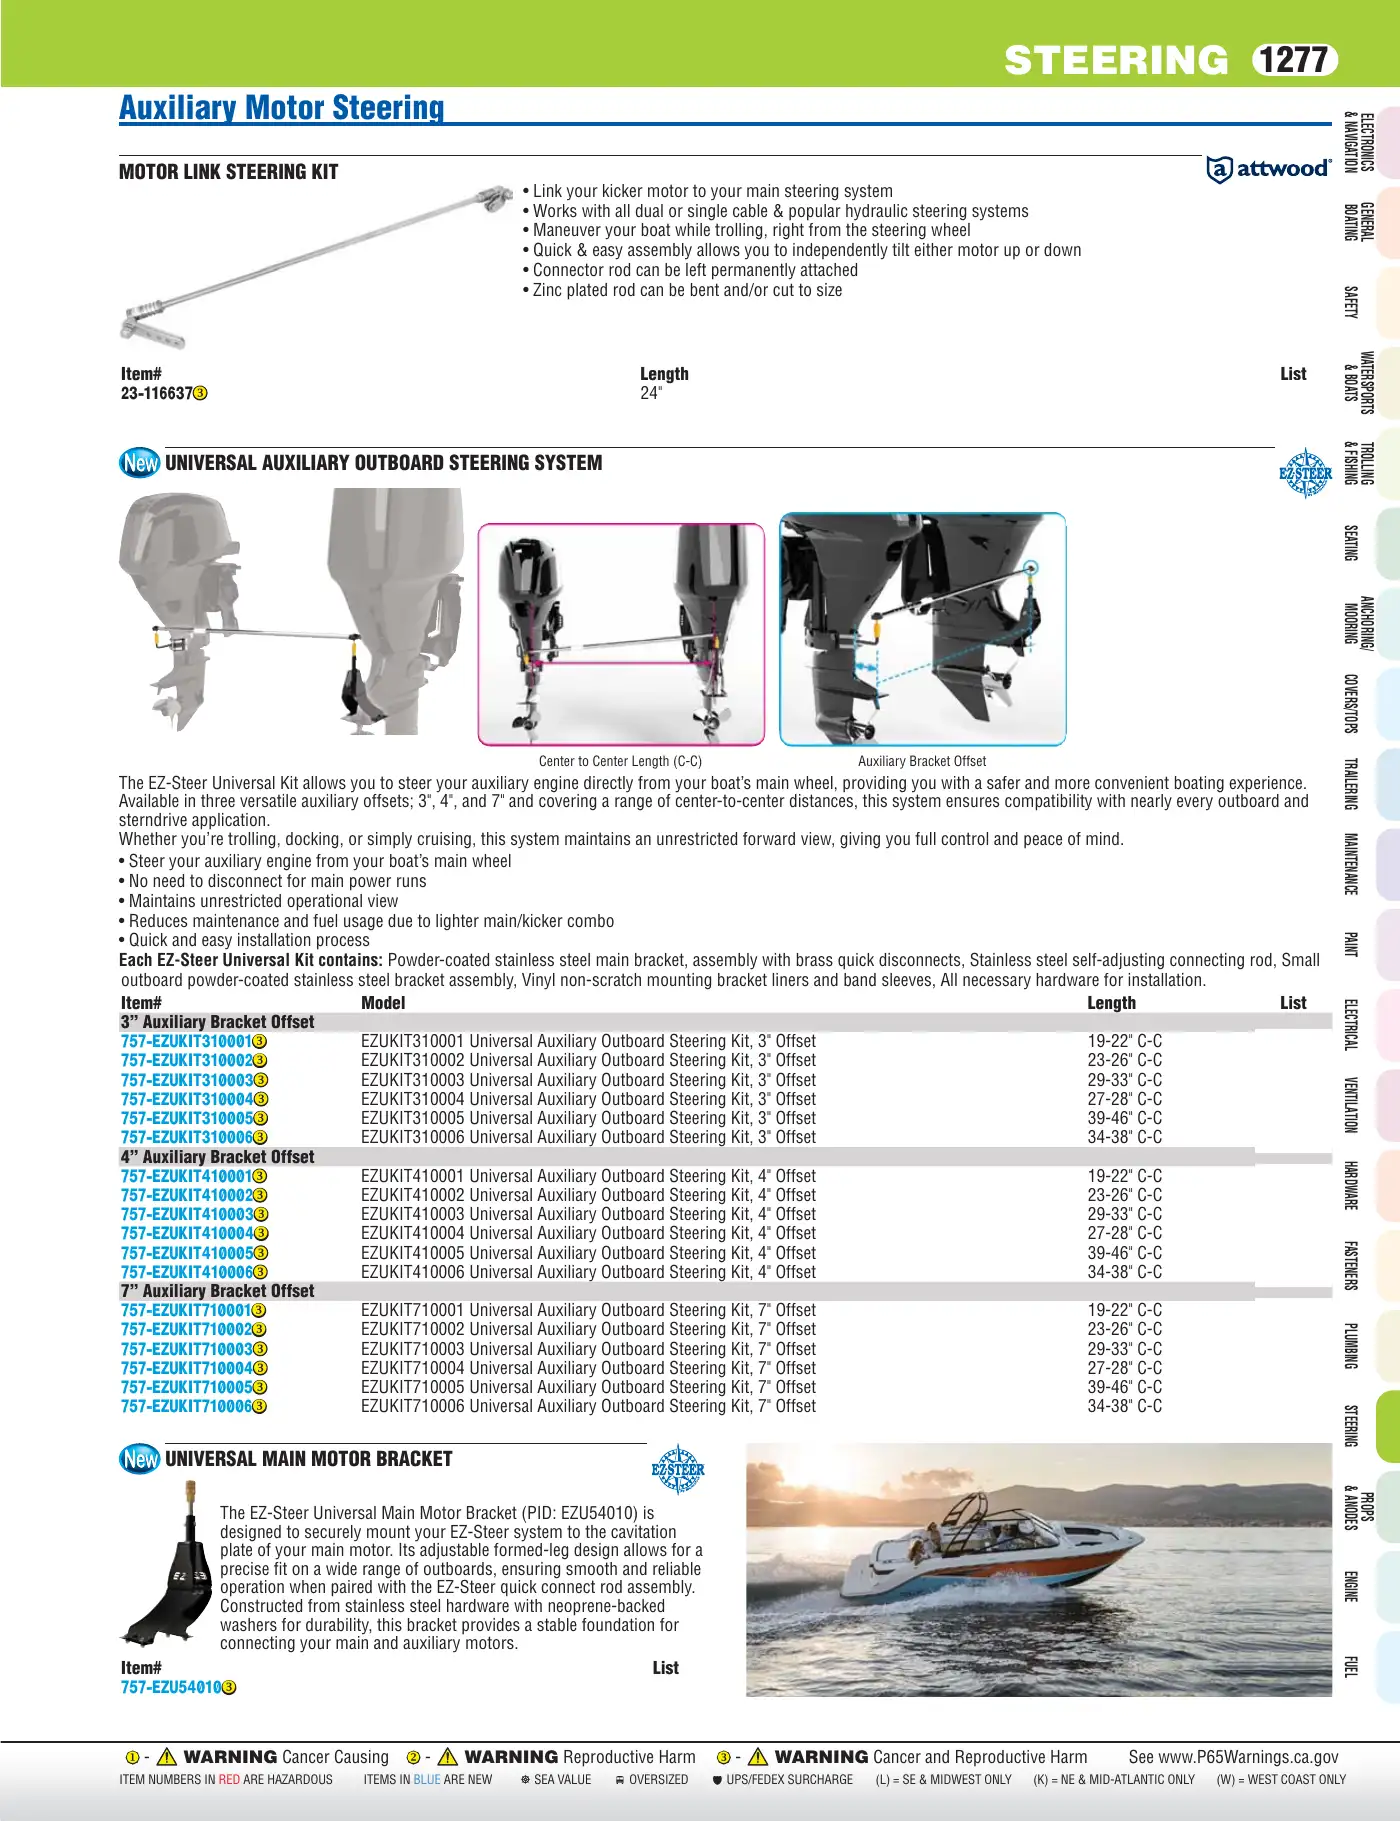 STEERING 1277
Auxiliary Motor Steering
MOTOR LINK STEERING KIT
attwood
• Link your kicker motor to your main steering system
• Works with all dual or single cable & popular hydraulic steering systems
• Maneuver your boat while trolling, right from the steering wheel
• Quick & easy assembly allows you to independently tilt either motor up or down
• Connector rod can be left permanently attached
• Zinc plated rod can be bent and/or cut to size
Item# Length List
23-116637③ 24"
New UNIVERSAL AUXILIARY OUTBOARD STEERING SYSTEM
EZ-STEER
Center to Center Length (C-C) Auxiliary Bracket Offset
The EZ-Steer Universal Kit allows you to steer your auxiliary engine directly from your boat’s main wheel, providing you with a safer and more convenient boating experience.
Available in three versatile auxiliary offsets; 3", 4", and 7" and covering a range of center-to-center distances, this system ensures compatibility with nearly every outboard and
sterndrive application.
Whether you’re trolling, docking, or simply cruising, this system maintains an unrestricted forward view, giving you full control and peace of mind.
• Steer your auxiliary engine from your boat’s main wheel
• No need to disconnect for main power runs
• Maintains unrestricted operational view
• Reduces maintenance and fuel usage due to lighter main/kicker combo
• Quick and easy installation process
Each EZ-Steer Universal Kit contains: Powder-coated stainless steel main bracket, assembly with brass quick disconnects, Stainless steel self-adjusting connecting rod, Small
outboard powder-coated stainless steel bracket assembly, Vinyl non-scratch mounting bracket liners and band sleeves, All necessary hardware for installation.
Item# Model Length List
3” Auxiliary Bracket Offset
757-EZUKIT310001③ EZUKIT310001 Universal Auxiliary Outboard Steering Kit, 3" Offset 19-22" C-C
757-EZUKIT310002③ EZUKIT310002 Universal Auxiliary Outboard Steering Kit, 3" Offset 23-26" C-C
757-EZUKIT310003③ EZUKIT310003 Universal Auxiliary Outboard Steering Kit, 3" Offset 29-33" C-C
757-EZUKIT310004③ EZUKIT310004 Universal Auxiliary Outboard Steering Kit, 3" Offset 27-28" C-C
757-EZUKIT310005③ EZUKIT310005 Universal Auxiliary Outboard Steering Kit, 3" Offset 39-46" C-C
757-EZUKIT310006③ EZUKIT310006 Universal Auxiliary Outboard Steering Kit, 3" Offset 34-38" C-C
4” Auxiliary Bracket Offset
757-EZUKIT410001③ EZUKIT410001 Universal Auxiliary Outboard Steering Kit, 4" Offset 19-22" C-C
757-EZUKIT410002③ EZUKIT410002 Universal Auxiliary Outboard Steering Kit, 4" Offset 23-26" C-C
757-EZUKIT410003③ EZUKIT410003 Universal Auxiliary Outboard Steering Kit, 4" Offset 29-33" C-C
757-EZUKIT410004③ EZUKIT410004 Universal Auxiliary Outboard Steering Kit, 4" Offset 27-28" C-C
757-EZUKIT410005③ EZUKIT410005 Universal Auxiliary Outboard Steering Kit, 4" Offset 39-46" C-C
757-EZUKIT410006③ EZUKIT410006 Universal Auxiliary Outboard Steering Kit, 4" Offset 34-38" C-C
7” Auxiliary Bracket Offset
757-EZUKIT710001③ EZUKIT710001 Universal Auxiliary Outboard Steering Kit, 7" Offset 19-22" C-C
757-EZUKIT710002③ EZUKIT710002 Universal Auxiliary Outboard Steering Kit, 7" Offset 23-26" C-C
757-EZUKIT710003③ EZUKIT710003 Universal Auxiliary Outboard Steering Kit, 7" Offset 29-33" C-C
757-EZUKIT710004③ EZUKIT710004 Universal Auxiliary Outboard Steering Kit, 7" Offset 27-28" C-C
757-EZUKIT710005③ EZUKIT710005 Universal Auxiliary Outboard Steering Kit, 7" Offset 39-46" C-C
757-EZUKIT710006③ EZUKIT710006 Universal Auxiliary Outboard Steering Kit, 7" Offset 34-38" C-C
New UNIVERSAL MAIN MOTOR BRACKET
EZ-STEER
The EZ-Steer Universal Main Motor Bracket (PID: EZU54010) is
designed to securely mount your EZ-Steer system to the cavitation
plate of your main motor. Its adjustable formed-leg design allows for a
precise fit on a wide range of outboards, ensuring smooth and reliable
operation when paired with the EZ-Steer quick connect rod assembly.
Constructed from stainless steel hardware with neoprene-backed
washers for durability, this bracket provides a stable foundation for
connecting your main and auxiliary motors.
Item# List
757-EZU54010③
ELECTRONICS
& NAVIGATION
GENERAL
BOATING
SAFETY
WATERSPORTS
& BOATS
TROLLING
& FISHING
SEATING
ANCHORING/
MOORING
COVERS/TOPS
TRAILERING
MAINTENANCE
PAINT
ELECTRICAL
VENTILATION
HARDWARE
FASTENERS
PLUMBING
STEERING
PROPS
& ANODES
ENGINE
FUEL
① - WARNING Cancer Causing ② - WARNING Reproductive Harm ③ - WARNING Cancer and Reproductive Harm See www.P65Warnings.ca.gov
ITEM NUMBERS IN RED ARE HAZARDOUS ITEMS IN BLUE ARE NEW SEA VALUE OVERSIZED UPS/FEDEX SURCHARGE (L) = SE & MIDWEST ONLY (K) = NE & MID-ATLANTIC ONLY (W) = WEST COAST ONLY